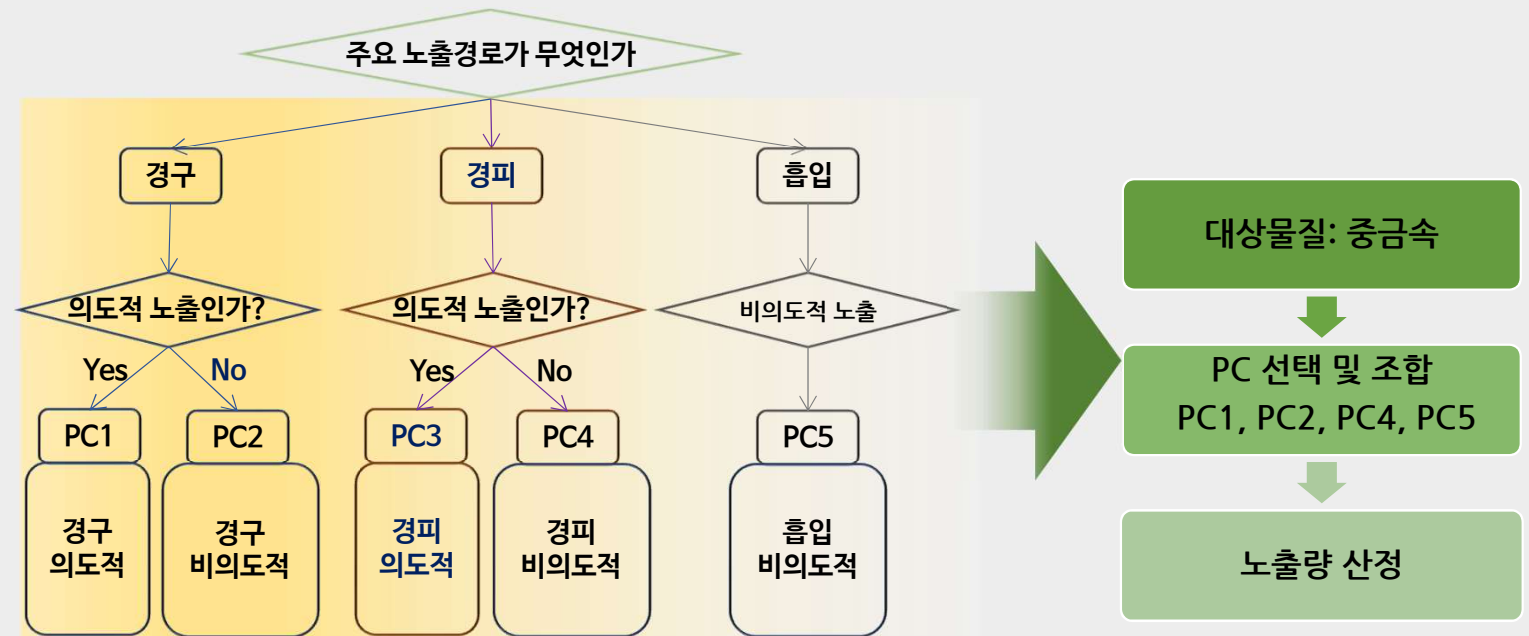 주요 노출경로가 무엇인가
경구
경피
흡입
의도적 노출인가?
의도적 노출인가?
비의도적 노출
Yes
No
Yes
No
PC1
PC2
PC3
PC4
PC5
경구
의도적
경구
비의도적
경피
의도적
경피
비의도적
흡입
비의도적
대상물질: 중금속
PC 선택 및 조합
PC1, PC2, PC4, PC5
노출량 산정